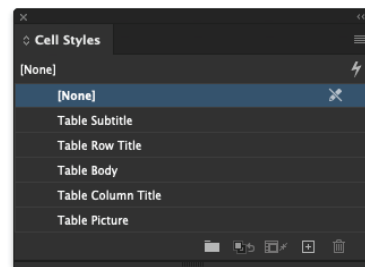 Cell Styles
[None]
[None]
Table Subtitle
Table Row Title
Table Body
Table Column Title
Table Picture